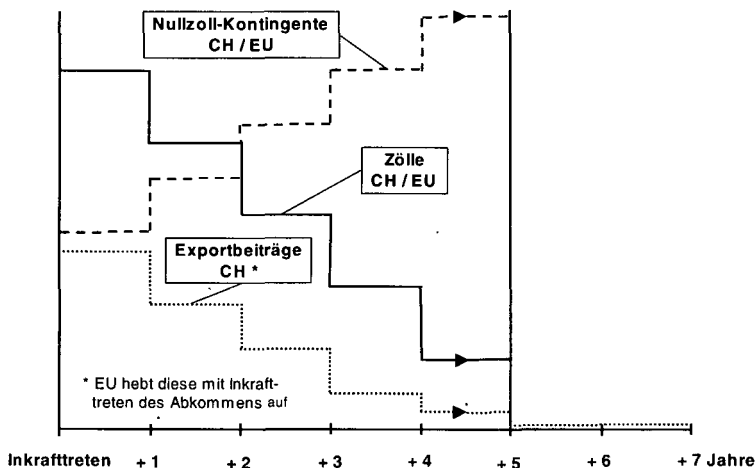 Nullzoll-Kontingente
CH / EU
Zölle
CH / EU
Exportbeiträge
CH *
* EU hebt diese mit Inkraft-
treten des Abkommens auf
Inkrafttreten + 1 + 2 + 3 + 4 + 5 + 6 + 7 Jahre